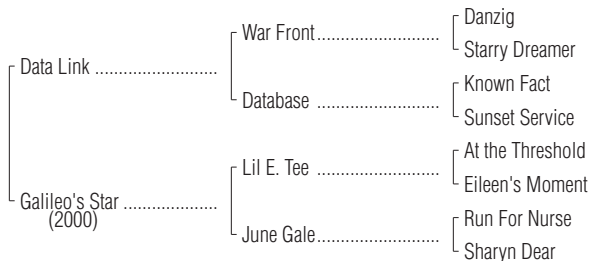 Danzig
War Front
Starry Dreamer
Data Link
Known Fact
Database
Sunset Service
At the Threshold
Lil E. Tee
Eileen's Moment
Galileo's Star
(2000)
Run For Nurse
June Gale
Sharyn Dear